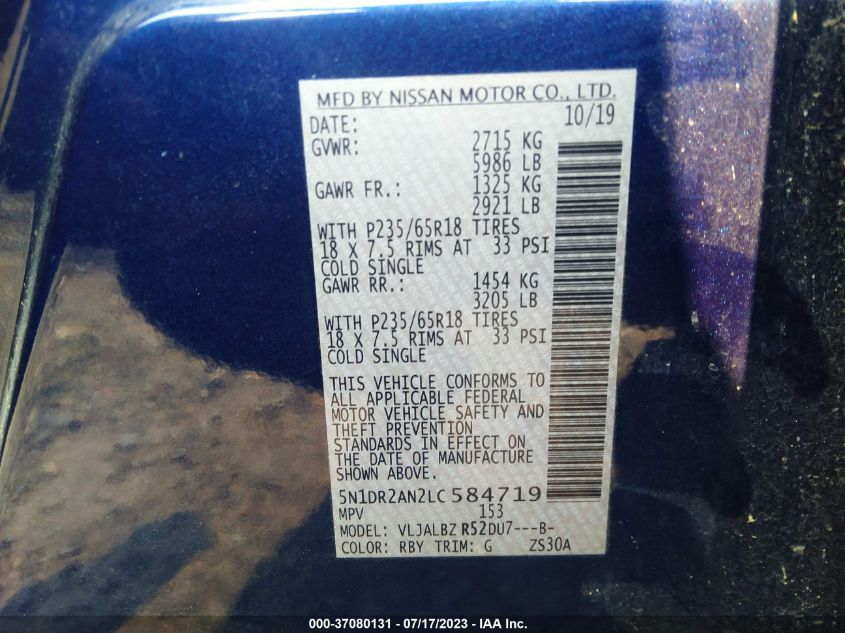 MFD BY NISSAN MOTOR CO., LTD.
DATE: 10/19
GVWR: 2715 KG
5986 LB
GAWR FR.: 1325 KG
2921 LB
WITH P235/65R18 TIRES
18 X 7.5 RIMS AT 33 PSI
COLD SINGLE
GAWR RR.: 1454 KG
3205 LB
WITH P235/65R18 TIRES
18 X 7.5 RIMS AT 33 PSI
COLD SINGLE
THIS VEHICLE CONFORMS TO
ALL APPLICABLE FEDERAL
MOTOR VEHICLE SAFETY AND
THEFT PREVENTION
STANDARDS IN EFFECT ON
THE DATE OF MANUFACTURE
SHOWN ABOVE.
5N1DR2AN2LC584719
MPV 153
MODEL: VLJALBZ R52DU7---B-
COLOR: RBY TRIM: G ZS30A
000-37080131 - 07/17/2023 - IAA Inc.